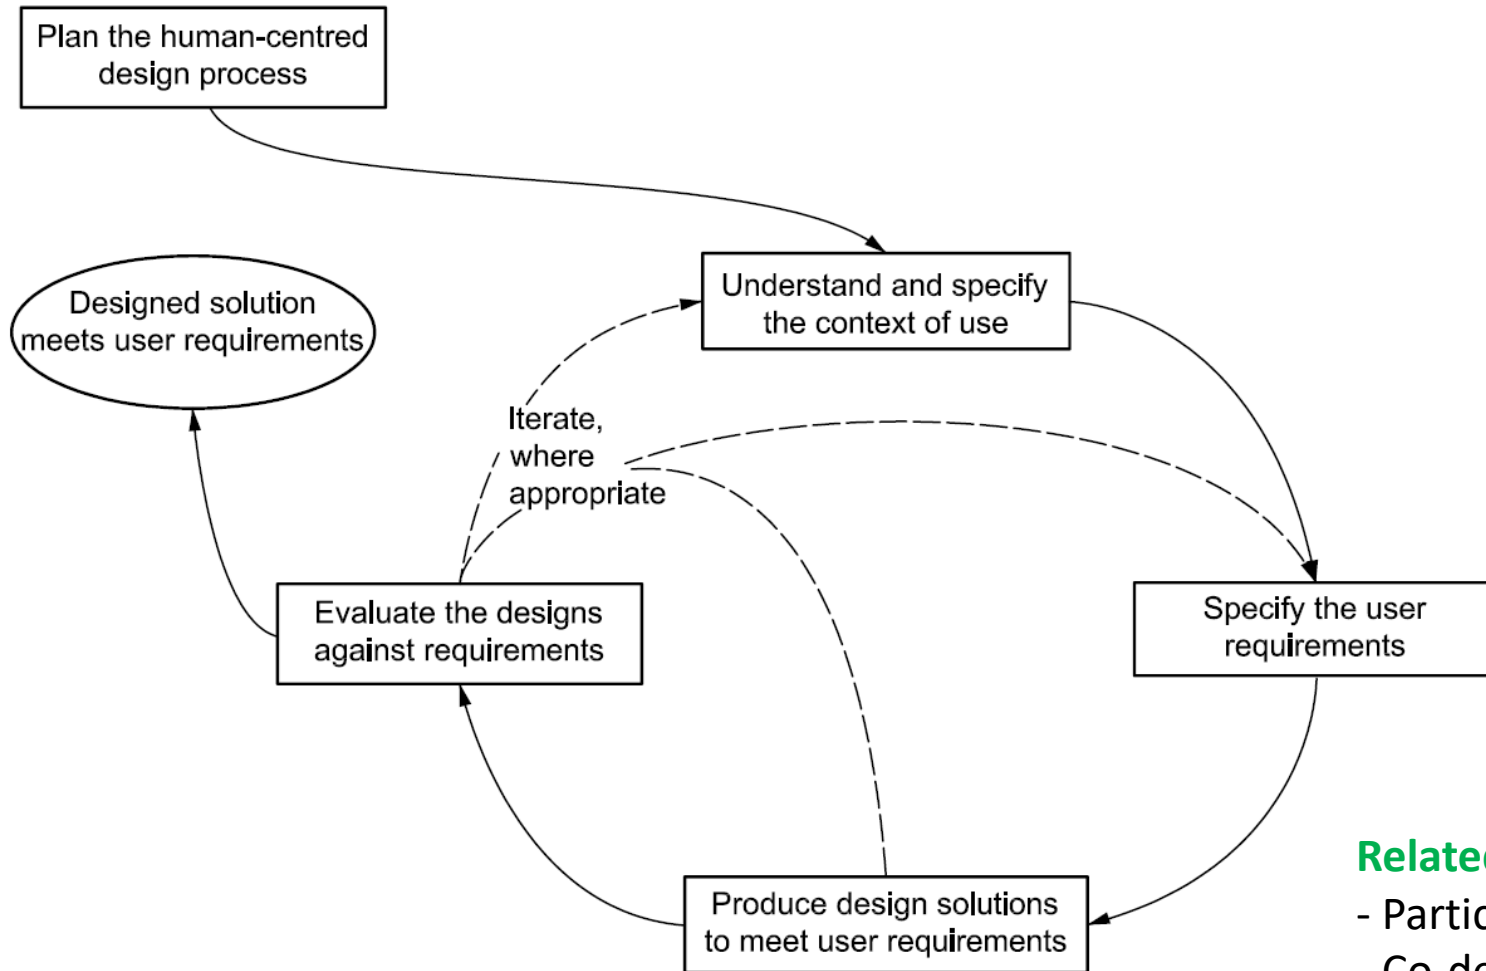 Plan the human-centred
design process
Understand and specify
the context of use
Designed solution
meets user requirements
Iterate,
where
appropriate
Evaluate the designs
against requirements
Specify the user
requirements
Produce design solutions
to meet user requirements
-